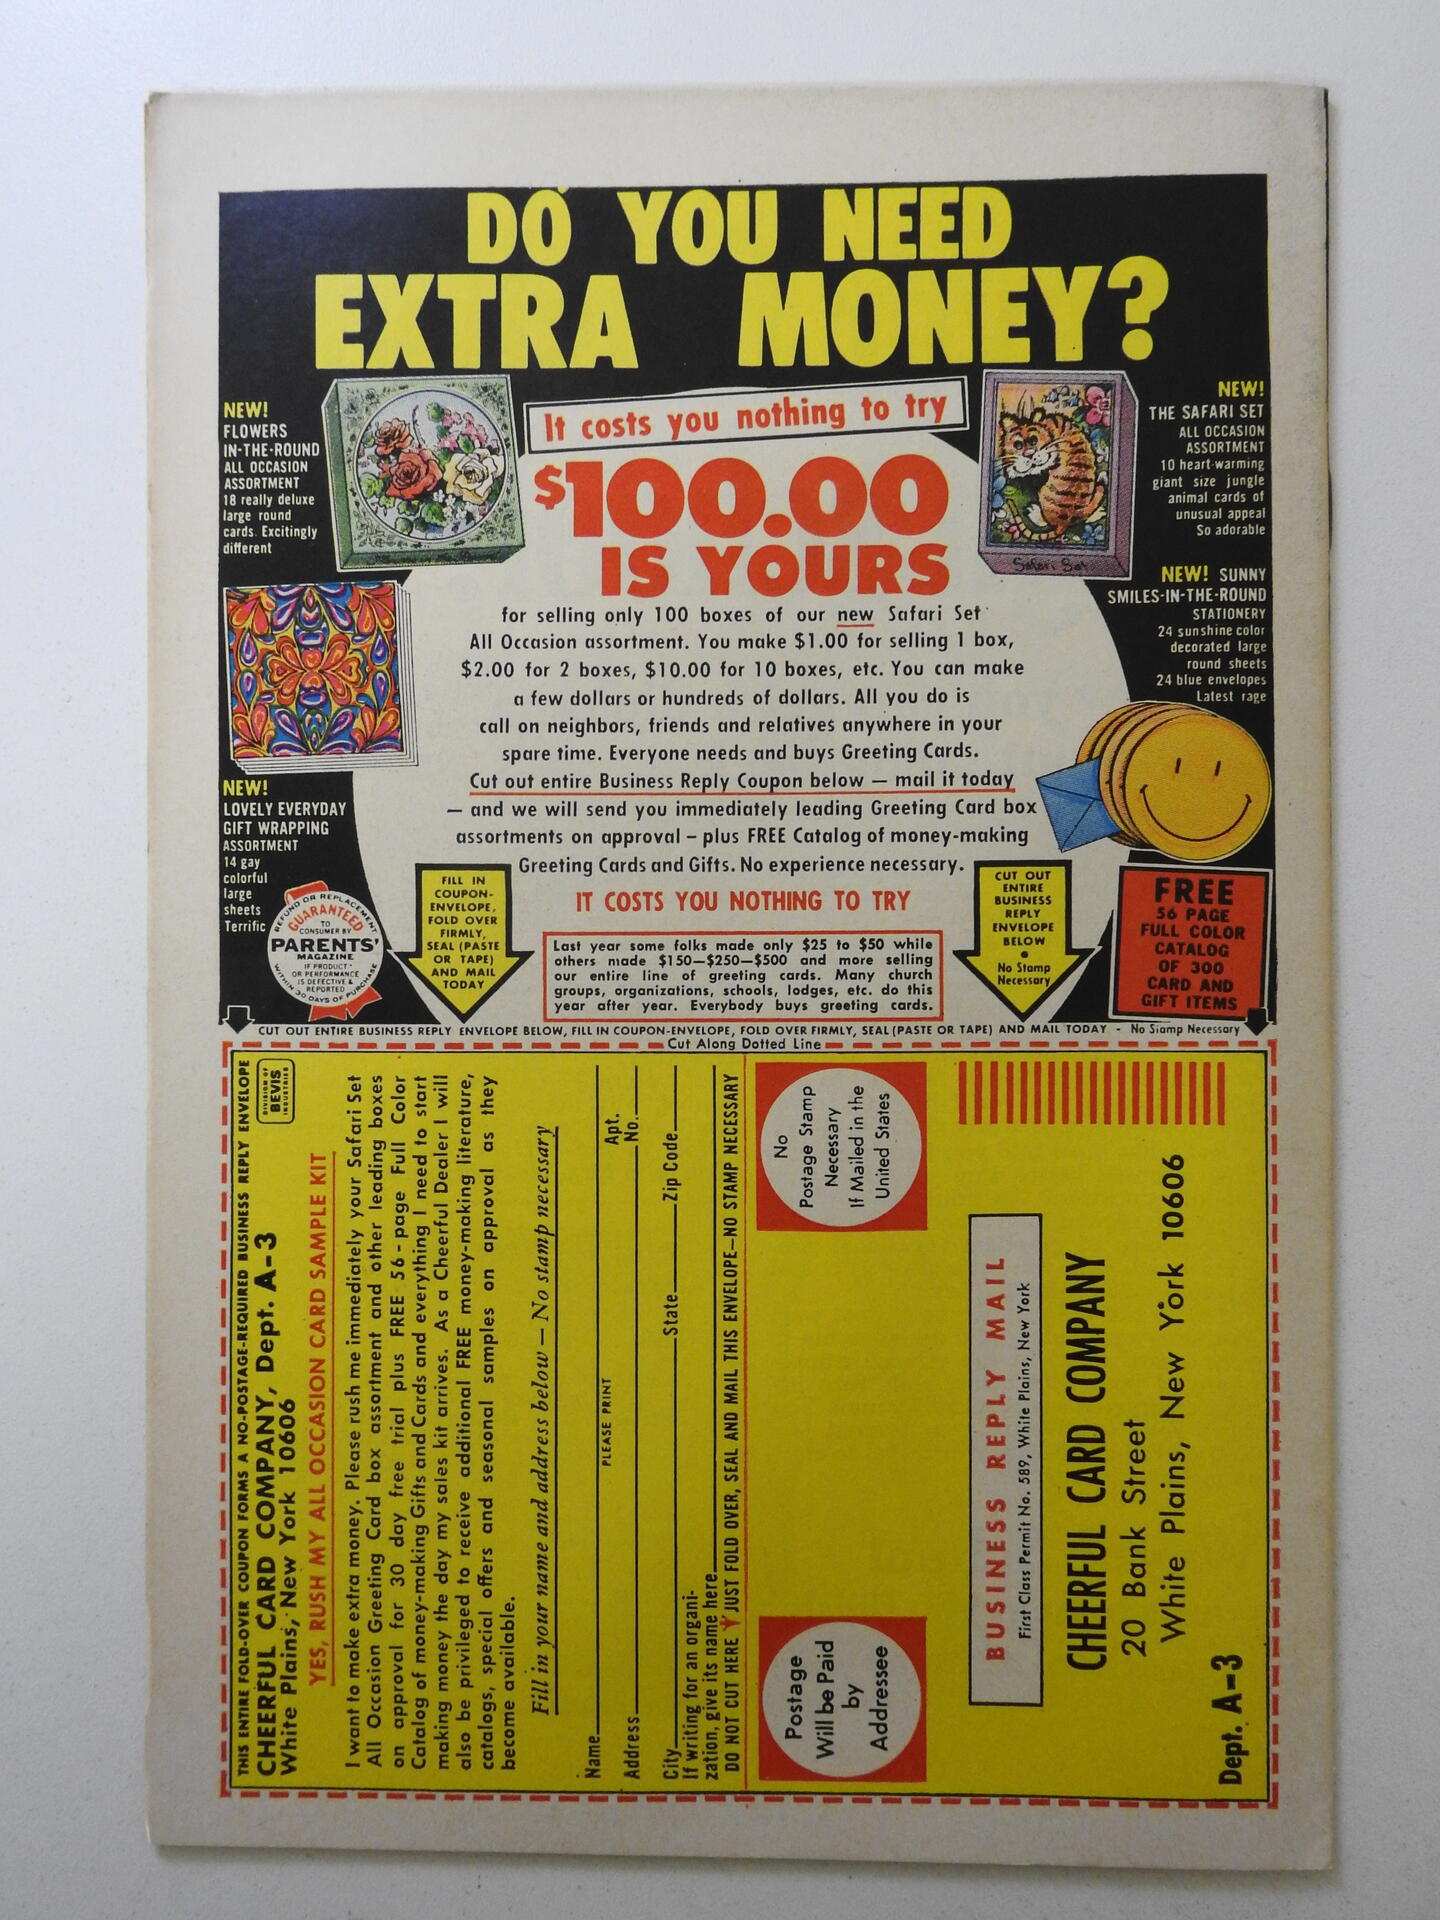 DO YOU NEED
EXTRA MONEY?
It costs you nothing to try
$100.00
IS YOURS
for selling only 100 boxes of our new Safari Set
All Occasion assortment. You make $1.00 for selling 1 box,
$2.00 for 2 boxes, $10.00 for 10 boxes, etc. You can make
a few dollars or hundreds of dollars. All you do is
call on neighbors, friends and relatives anywhere in your
spare time. Everyone needs and buys Greeting Cards.
Cut out entire Business Reply Coupon below — mail it today
— and we will send you immediately leading Greeting Card box
assortments on approval – plus FREE Catalog of money-making
Greeting Cards and Gifts. No experience necessary.
IT COSTS YOU NOTHING TO TRY
Last year some folks made only $25 to $50 while
others made $150—$250—$500 and more selling
our entire line of greeting cards. Many church
groups, organizations, schools, lodges, etc. do this
year after year. Everybody buys greeting cards.
NEW!
FLOWERS
IN-THE-ROUND
ALL OCCASION
ASSORTMENT
18 really deluxe
large round
cards. Excitingly
different
NEW!
LOVELY EVERYDAY
GIFT WRAPPING
ASSORTMENT
14 gay
colorful
large
sheets
Terrific
REFUND OR REPLACEMENT
GUARANTEED
TO
CONSUMER BY
PARENTS'
MAGAZINE
IF PRODUCT
OR PERFORMANCE
IS DEFECTIVE &
REPORTED
WITHIN 30 DAYS OF PURCHASE
FILL IN
COUPON-
ENVELOPE,
FOLD OVER
FIRMLY,
SEAL (PASTE
OR TAPE)
AND MAIL
TODAY
NEW!
THE SAFARI SET
ALL OCCASION
ASSORTMENT
10 heart-warming
giant size jungle
animal cards of
unusual appeal
So adorable
Safari Set
NEW! SUNNY
SMILES-IN-THE-ROUND
STATIONERY
24 sunshine color
decorated large
round sheets
24 blue envelopes
Latest rage
CUT OUT
ENTIRE
BUSINESS
REPLY
ENVELOPE
BELOW
•
No Stamp
Necessary
FREE
56 PAGE
FULL COLOR
CATALOG
OF 300
CARD AND
GIFT ITEMS
CUT OUT ENTIRE BUSINESS REPLY ENVELOPE BELOW, FILL IN COUPON-ENVELOPE, FOLD OVER FIRMLY, SEAL (PASTE OR TAPE) AND MAIL TODAY - No Stamp Necessary
Cut Along Dotted Line
THIS ENTIRE FOLD-OVER COUPON FORMS A NO-POSTAGE-REQUIRED BUSINESS REPLY ENVELOPE
CHEERFUL CARD COMPANY, Dept. A-3
White Plains, New York 10606
DIVISION OF
BEVIS
INDUSTRIES
YES, RUSH MY ALL OCCASION CARD SAMPLE KIT
I want to make extra money. Please rush me immediately your Safari Set
All Occasion Greeting Card box assortment and other leading boxes
on approval for 30 day free trial plus FREE 56-page Full Color
Catalog of money-making Gifts and Cards and everything I need to start
making money the day my sales kit arrives. As a Cheerful Dealer I will
also be privileged to receive additional FREE money-making literature,
catalogs, special offers and seasonal samples on approval as they
become available.
Fill in your name and address below — No stamp necessary
Name
PLEASE PRINT
Address
Apt.
No.
City
State
Zip Code
If writing for an organi-
zation, give its name here
DO NOT CUT HERE JUST FOLD OVER, SEAL AND MAIL THIS ENVELOPE—NO STAMP NECESSARY
Postage
Will be Paid
by
Addressee
No
Postage Stamp
Necessary
If Mailed in the
United States
BUSINESS REPLY MAIL
First Class Permit No. 589, White Plains, New York
CHEERFUL CARD COMPANY
20 Bank Street
White Plains, New York 10606
Dept. A-3